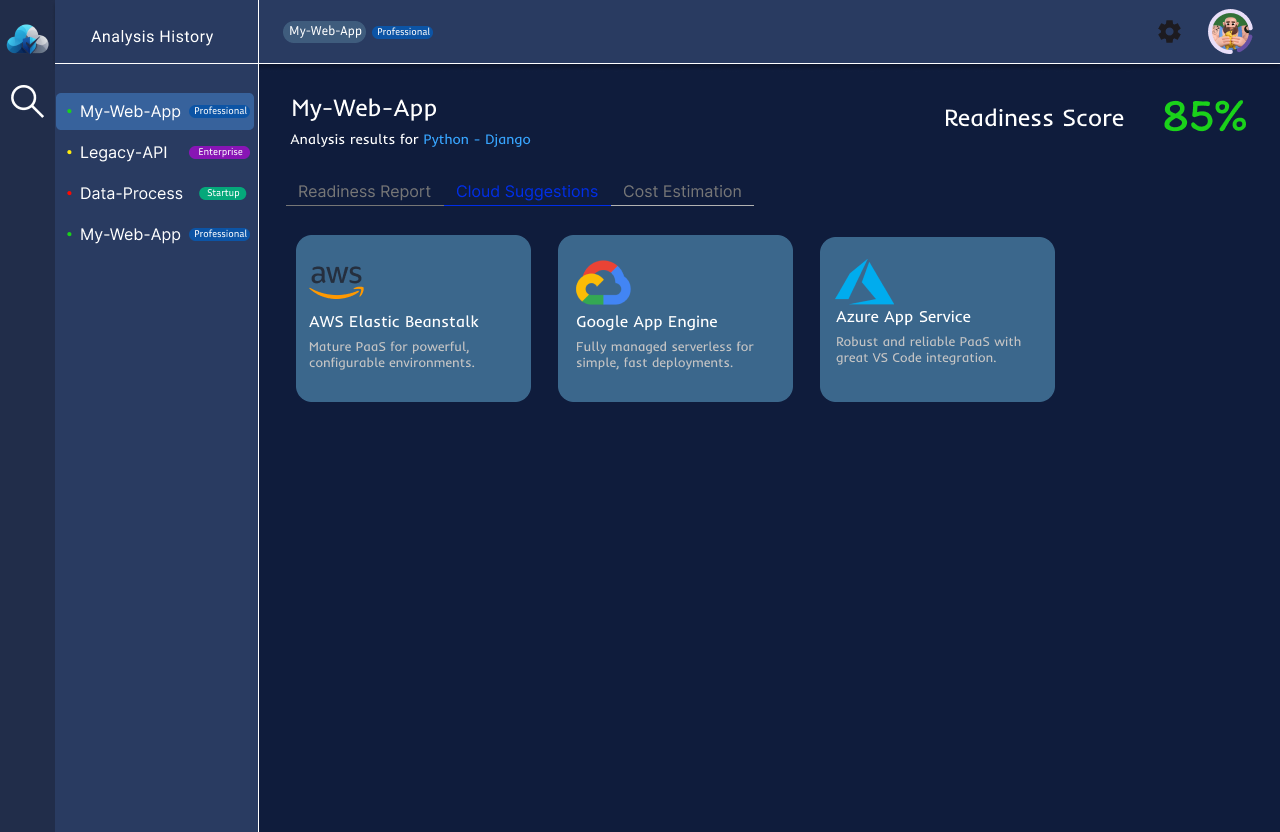 Analysis History
My-Web-App Professional
My-Web-App Professional
Legacy-API Enterprise
Data-Process Startup
My-Web-App Professional
My-Web-App
Analysis results for Python - Django
Readiness Score 85%
Readiness Report Cloud Suggestions Cost Estimation
aws
AWS Elastic Beanstalk
Mature PaaS for powerful,
configurable environments.
Google App Engine
Fully managed serverless for
simple, fast deployments.
Azure App Service
Robust and reliable PaaS with
great VS Code integration.